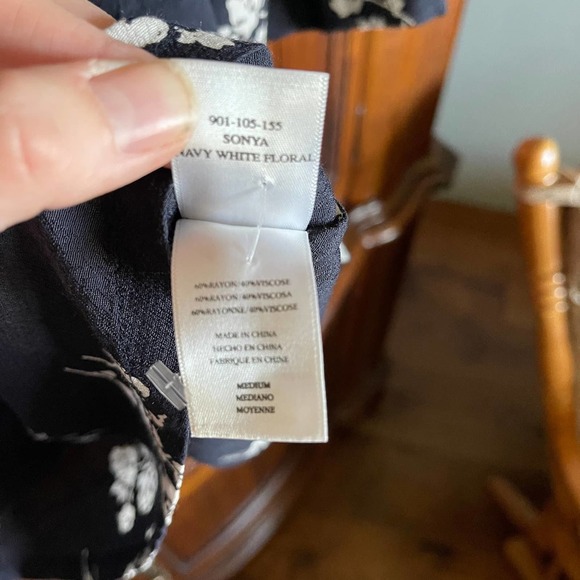 901-105-155
SONYA
NAVY WHITE FLORAL
60%RAYON/40%VISCOSE
60%RAYON/40%VISCOSA
60%RAYONNE/40%VISCOSE
MADE IN CHINA
HECHO EN CHINA
FABRIQUE EN CHINE
MEDIUM
MEDIANO
MOYENNE